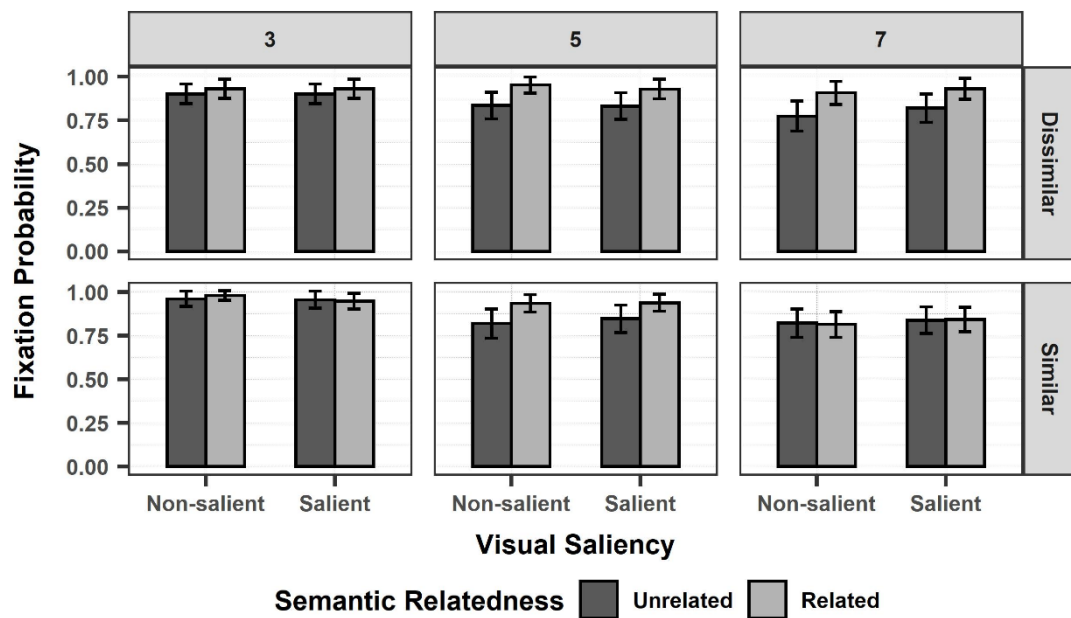 3 5 7
1.00
0.75
0.50
0.25
0.00
Dissimilar
1.00
0.75
0.50
0.25
0.00
Similar
Fixation Probability
Non-salient Salient Non-salient Salient Non-salient Salient
Visual Saliency
Semantic Relatedness Unrelated Related